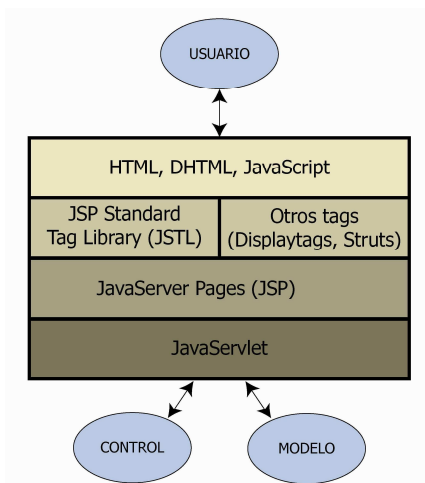 USUARIO
HTML, DHTML, JavaScript
JSP Standard
Tag Library (JSTL)
Otros tags
(Displaytags, Struts)
JavaServer Pages (JSP)
JavaServlet
CONTROL
MODELO